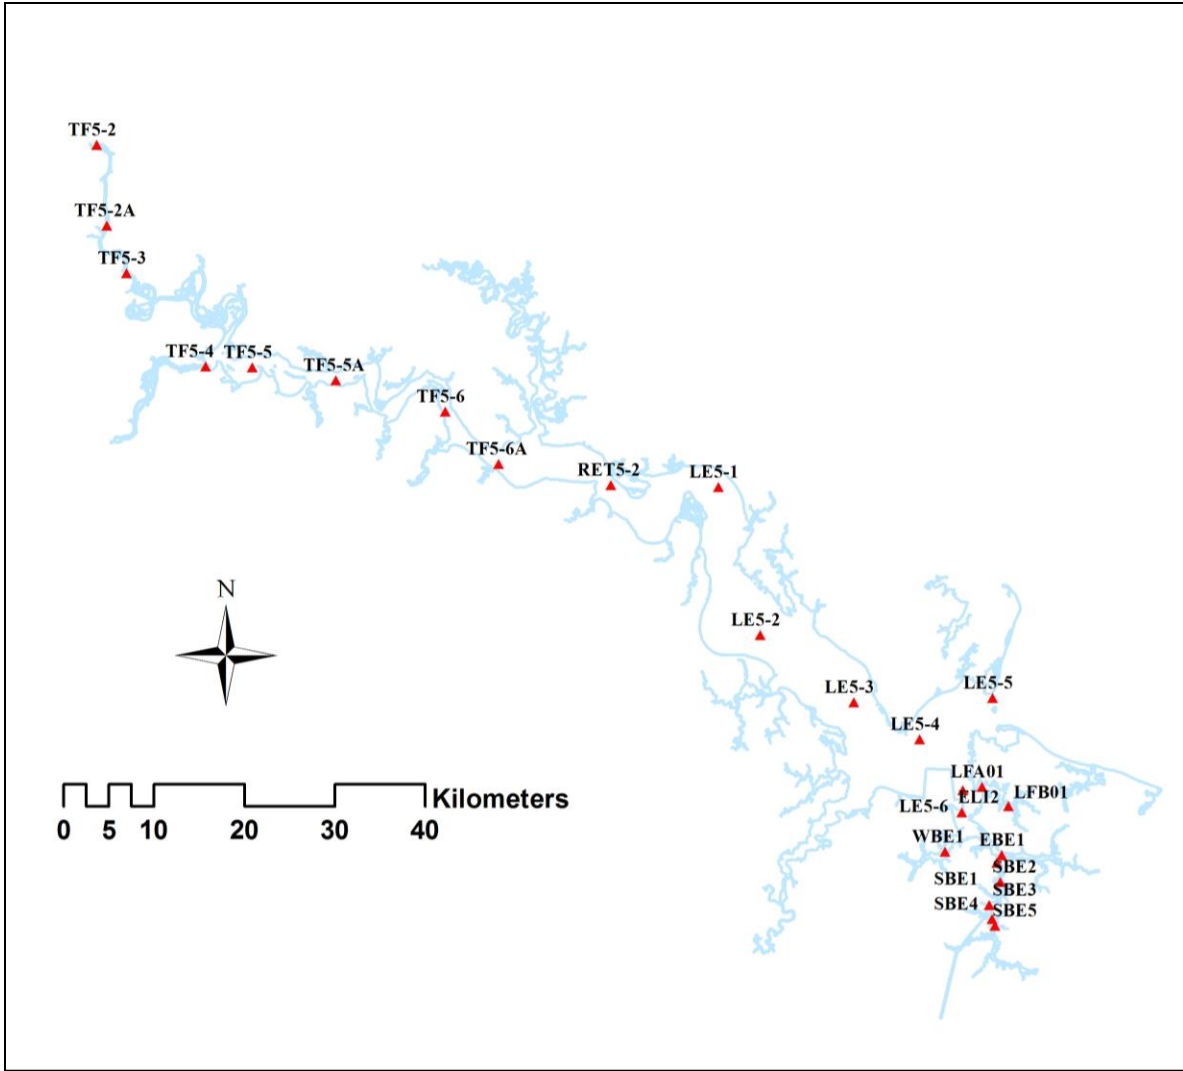 TF5-2
TF5-2A
TF5-3
TF5-4
TF5-5
TF5-5A
TF5-6
TF5-6A
RET5-2
LE5-1
N
LE5-2
LE5-3
LE5-5
LE5-4
LFA01
Kilometers
ELI2
LFB01
LE5-6
0 5 10 20 30 40
WBE1
EBE1
SBE2
SBE1
SBE3
SBE4
SBE5